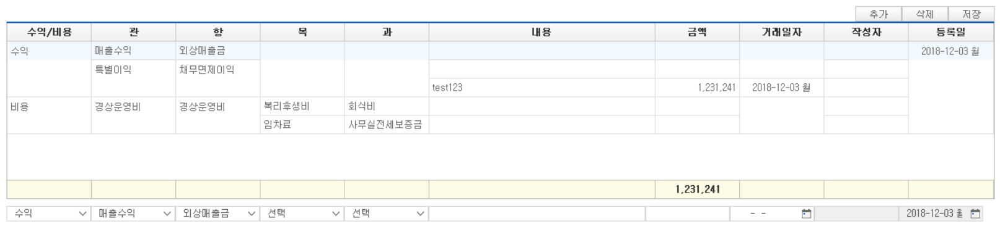 추가 삭제 저장
수익/비용 관 항 목 과 내용 금액 거래일자 작성자 등록일
수익 매출수익 외상매출금 2018-12-03 월
특별이익 채무면제이익
test123 1,231,241 2018-12-03 월
비용 경상운영비 경상운영비 복리후생비 회식비
임차료 사무실전세보증금
1,231,241
수익 매출수익 외상매출금 선택 선택 - - 2018-12-03 월